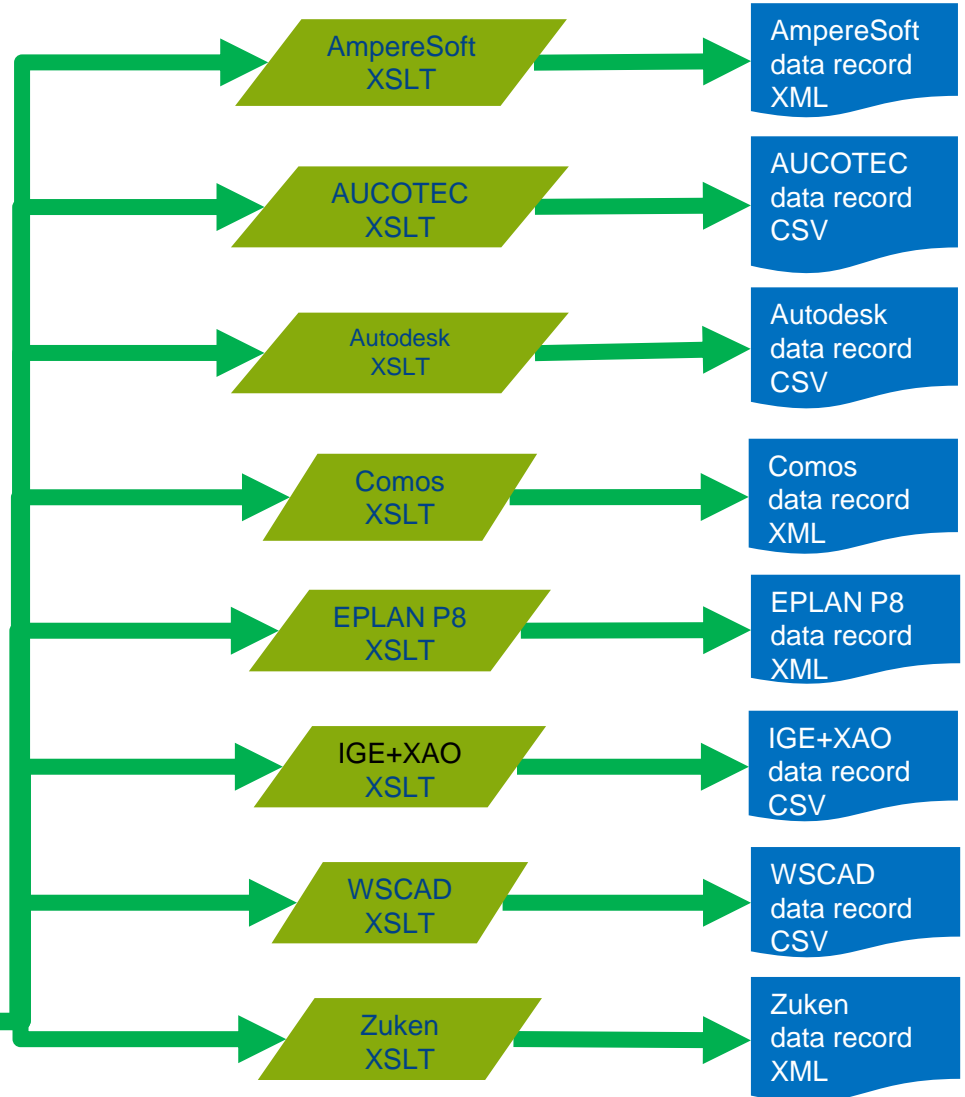 AmpereSoft
XSLT
AmpereSoft
data record
XML
AUCOTEC
XSLT
AUCOTEC
data record
CSV
Autodesk
XSLT
Autodesk
data record
CSV
Comos
XSLT
Comos
data record
XML
EPLAN P8
XSLT
EPLAN P8
data record
XML
IGE+XAO
XSLT
IGE+XAO
data record
CSV
WSCAD
XSLT
WSCAD
data record
CSV
Zuken
XSLT
Zuken
data record
XML